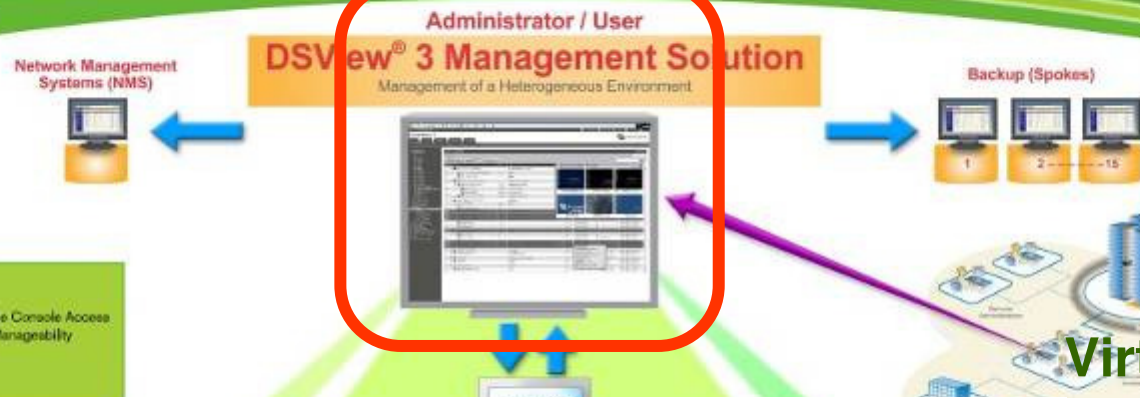 Administrator / User
DSView® 3 Management Solution
Management of a Heterogeneous Environment
Network Management
Systems (NMS)
Backup (Spokes)
1
2 - - - - - - 15
e Console Access
Manageability
Virt